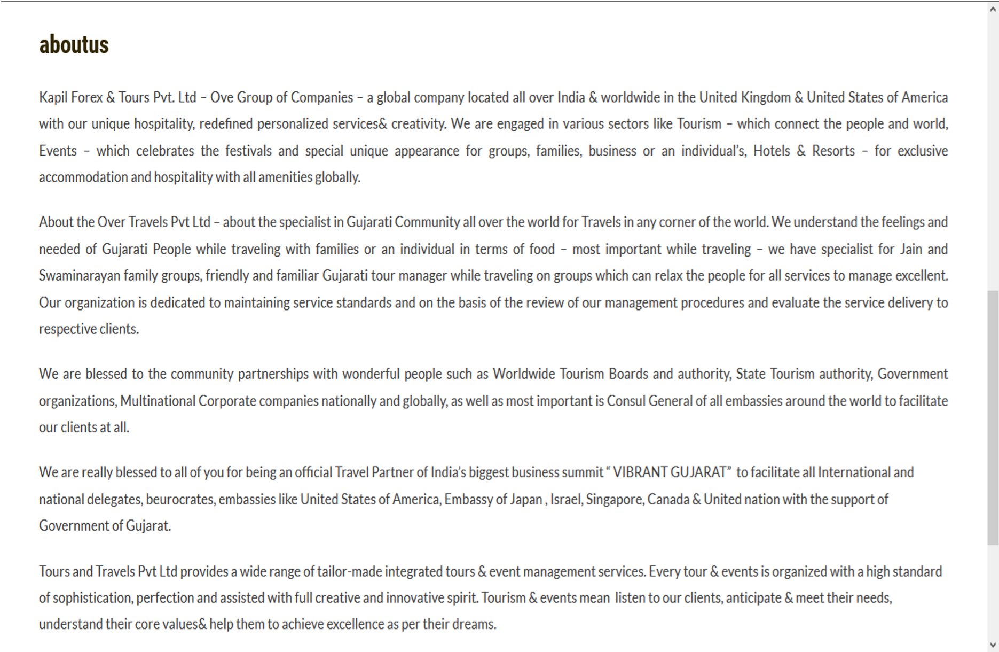 aboutus
Kapil Forex & Tours Pvt. Ltd – Ove Group of Companies – a global company located all over India & worldwide in the United Kingdom & United States of America
with our unique hospitality, redefined personalized services& creativity. We are engaged in various sectors like Tourism – which connect the people and world,
Events – which celebrates the festivals and special unique appearance for groups, families, business or an individual’s, Hotels & Resorts – for exclusive
accommodation and hospitality with all amenities globally.
About the Over Travels Pvt Ltd – about the specialist in Gujarati Community all over the world for Travels in any corner of the world. We understand the feelings and
needed of Gujarati People while traveling with families or an individual in terms of food – most important while traveling – we have specialist for Jain and
Swaminarayan family groups, friendly and familiar Gujarati tour manager while traveling on groups which can relax the people for all services to manage excellent.
Our organization is dedicated to maintaining service standards and on the basis of the review of our management procedures and evaluate the service delivery to
respective clients.
We are blessed to the community partnerships with wonderful people such as Worldwide Tourism Boards and authority, State Tourism authority, Government
organizations, Multinational Corporate companies nationally and globally, as well as most important is Consul General of all embassies around the world to facilitate
our clients at all.
We are really blessed to all of you for being an official Travel Partner of India’s biggest business summit “ VIBRANT GUJARAT” to facilitate all International and
national delegates, beurocrates, embassies like United States of America, Embassy of Japan , Israel, Singapore, Canada & United nation with the support of
Government of Gujarat.
Tours and Travels Pvt Ltd provides a wide range of tailor-made integrated tours & event management services. Every tour & events is organized with a high standard
of sophistication, perfection and assisted with full creative and innovative spirit. Tourism & events mean  listen to our clients, anticipate & meet their needs,
understand their core values& help them to achieve excellence as per their dreams.